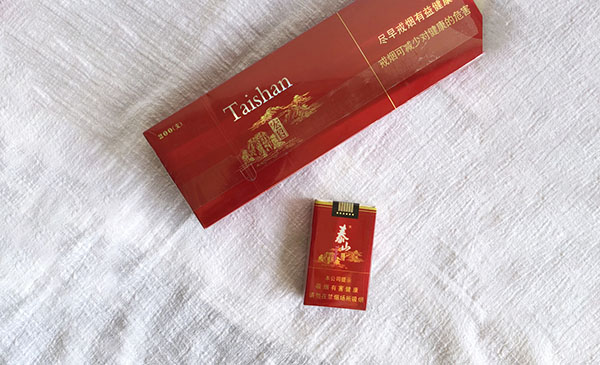 尽早戒烟有益健康
戒烟可减少对健康的危害
Taishan
200(支)
泰山
本公司提示
吸烟有害健康
请勿在禁烟场所吸烟